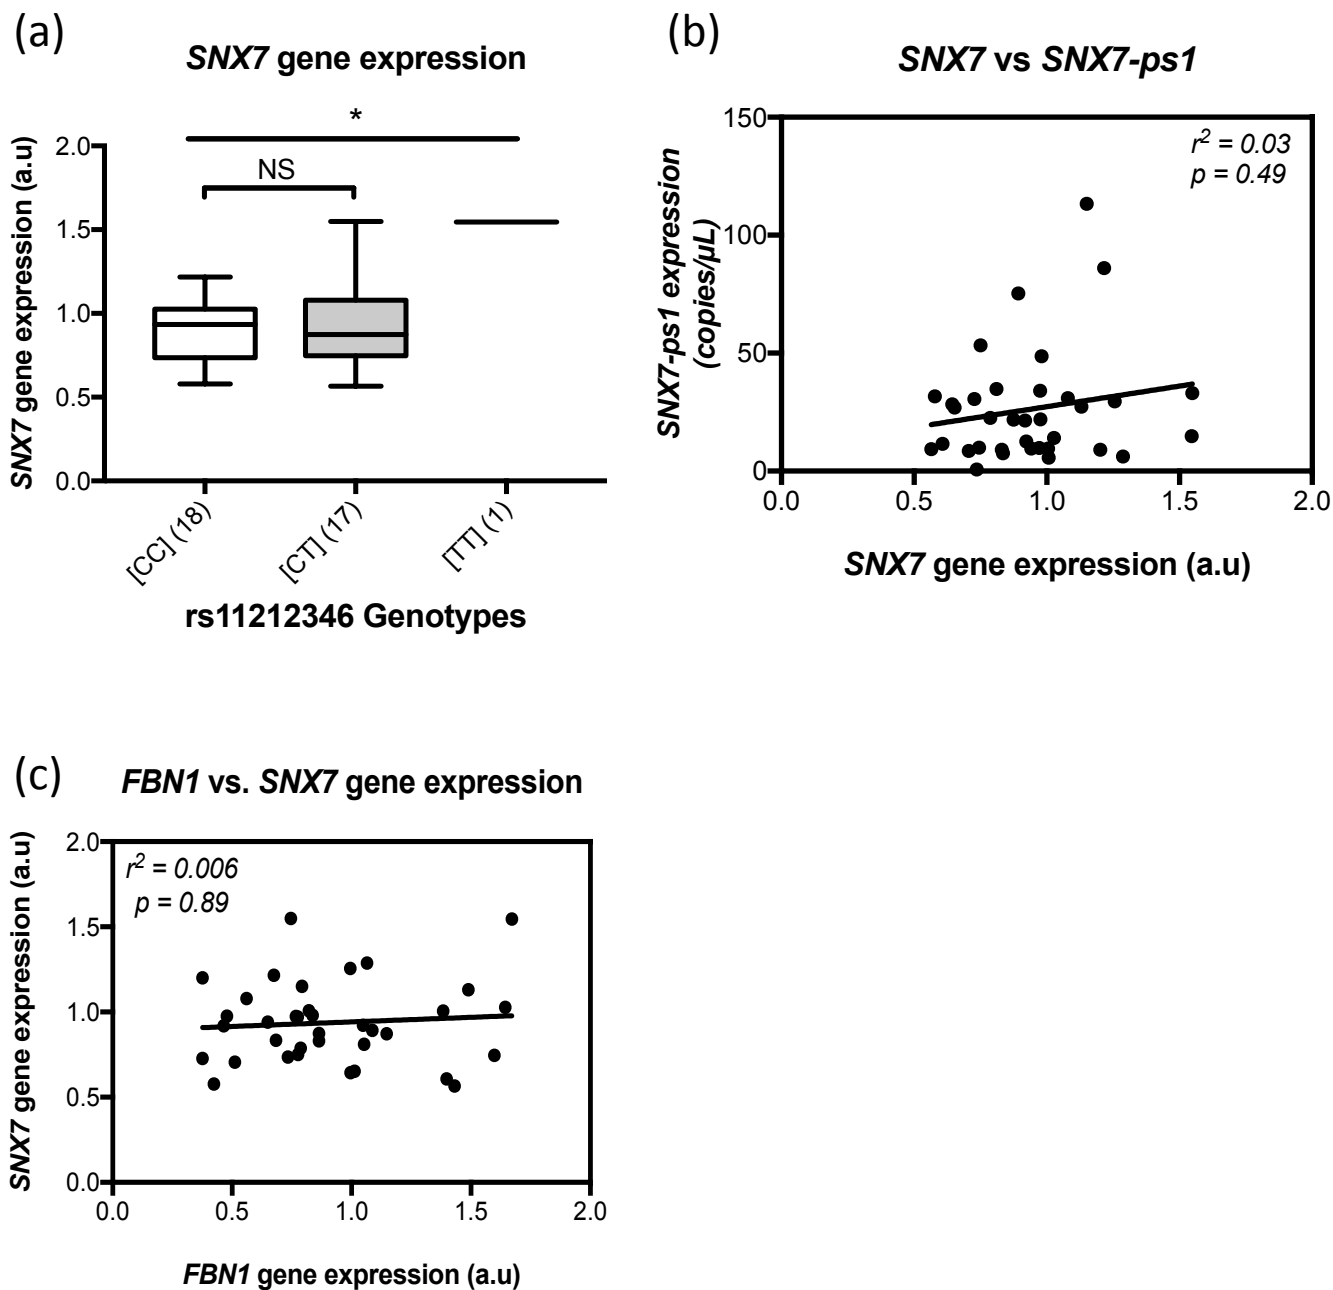 (a)
SNX7 gene expression
SNX7 gene expression (a.u)
2.0
1.5
1.0
0.5
0.0
*
NS
[CC] (18)
[CT] (17)
[TT] (1)
rs11212346 Genotypes
(b)
SNX7 vs SNX7-ps1
SNX7-ps1 expression
(copies/µL)
150
100
50
0
r² = 0.03
p = 0.49
0.0 0.5 1.0 1.5 2.0
SNX7 gene expression (a.u)
(c)
FBN1 vs. SNX7 gene expression
SNX7 gene expression (a.u)
2.0
1.5
1.0
0.5
0.0
r² = 0.006
p = 0.89
0.0 0.5 1.0 1.5 2.0
FBN1 gene expression (a.u)